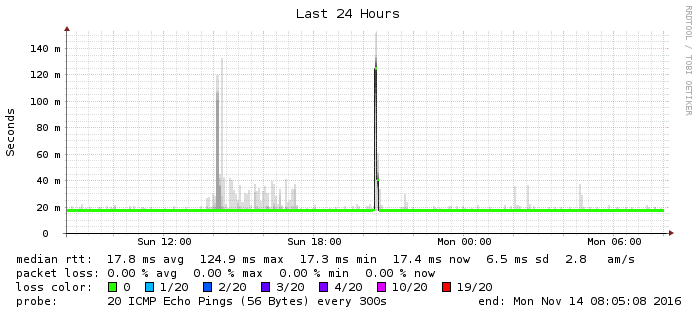 Last 24 Hours
RRDTOOL / TOBI OETIKER
Seconds
140 m
120 m
100 m
80 m
60 m
40 m
20 m
0
Sun 12:00 Sun 18:00 Mon 00:00 Mon 06:00
median rtt: 17.8 ms avg 124.9 ms max 17.3 ms min 17.4 ms now 6.5 ms sd 2.8 am/s
packet loss: 0.00 % avg 0.00 % max 0.00 % min 0.00 % now
loss color: 0 1/20 2/20 3/20 4/20 10/20 19/20
probe: 20 ICMP Echo Pings (56 Bytes) every 300s end: Mon Nov 14 08:05:08 2016